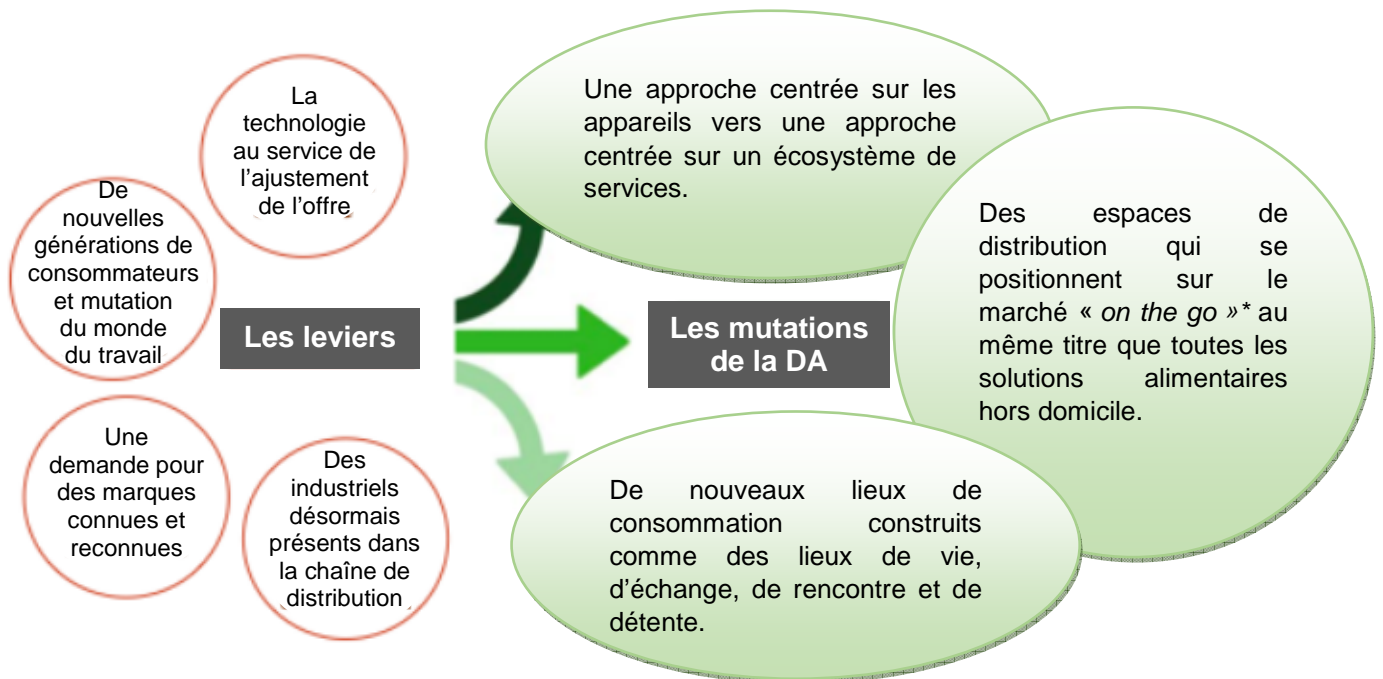 La
technologie
au service de
l’ajustement
de l’offre
De
nouvelles
générations de
consommateurs
et mutation
du monde
du travail
Les leviers
Une
demande pour
des marques
connues et
reconnues
Des
industriels
désormais
présents dans
la chaîne de
distribution
Une approche centrée sur les
appareils vers une approche
centrée sur un écosystème de
services.
Les mutations
de la DA
Des espaces de
distribution qui se
positionnent sur le
marché « on the go »* au
même titre que toutes les
solutions alimentaires
hors domicile.
De nouveaux lieux de
consommation construits
comme des lieux de vie,
d’échange, de rencontre et de
détente.